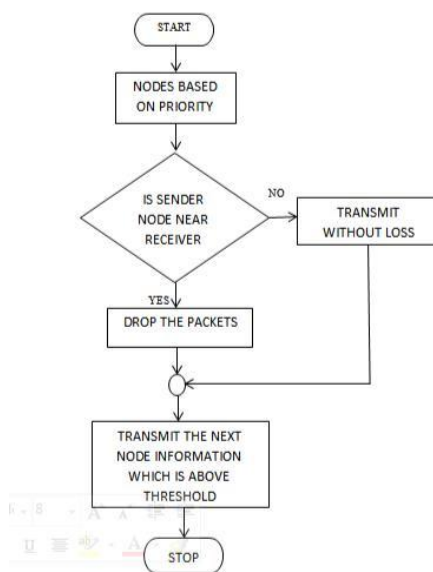 START
NODES BASED
ON PRIORITY
IS SENDER
NODE NEAR
RECEIVER
NO
TRANSMIT
WITHOUT LOSS
YES
DROP THE PACKETS
TRANSMIT THE NEXT
NODE INFORMATION
WHICH IS ABOVE
THRESHOLD
STOP